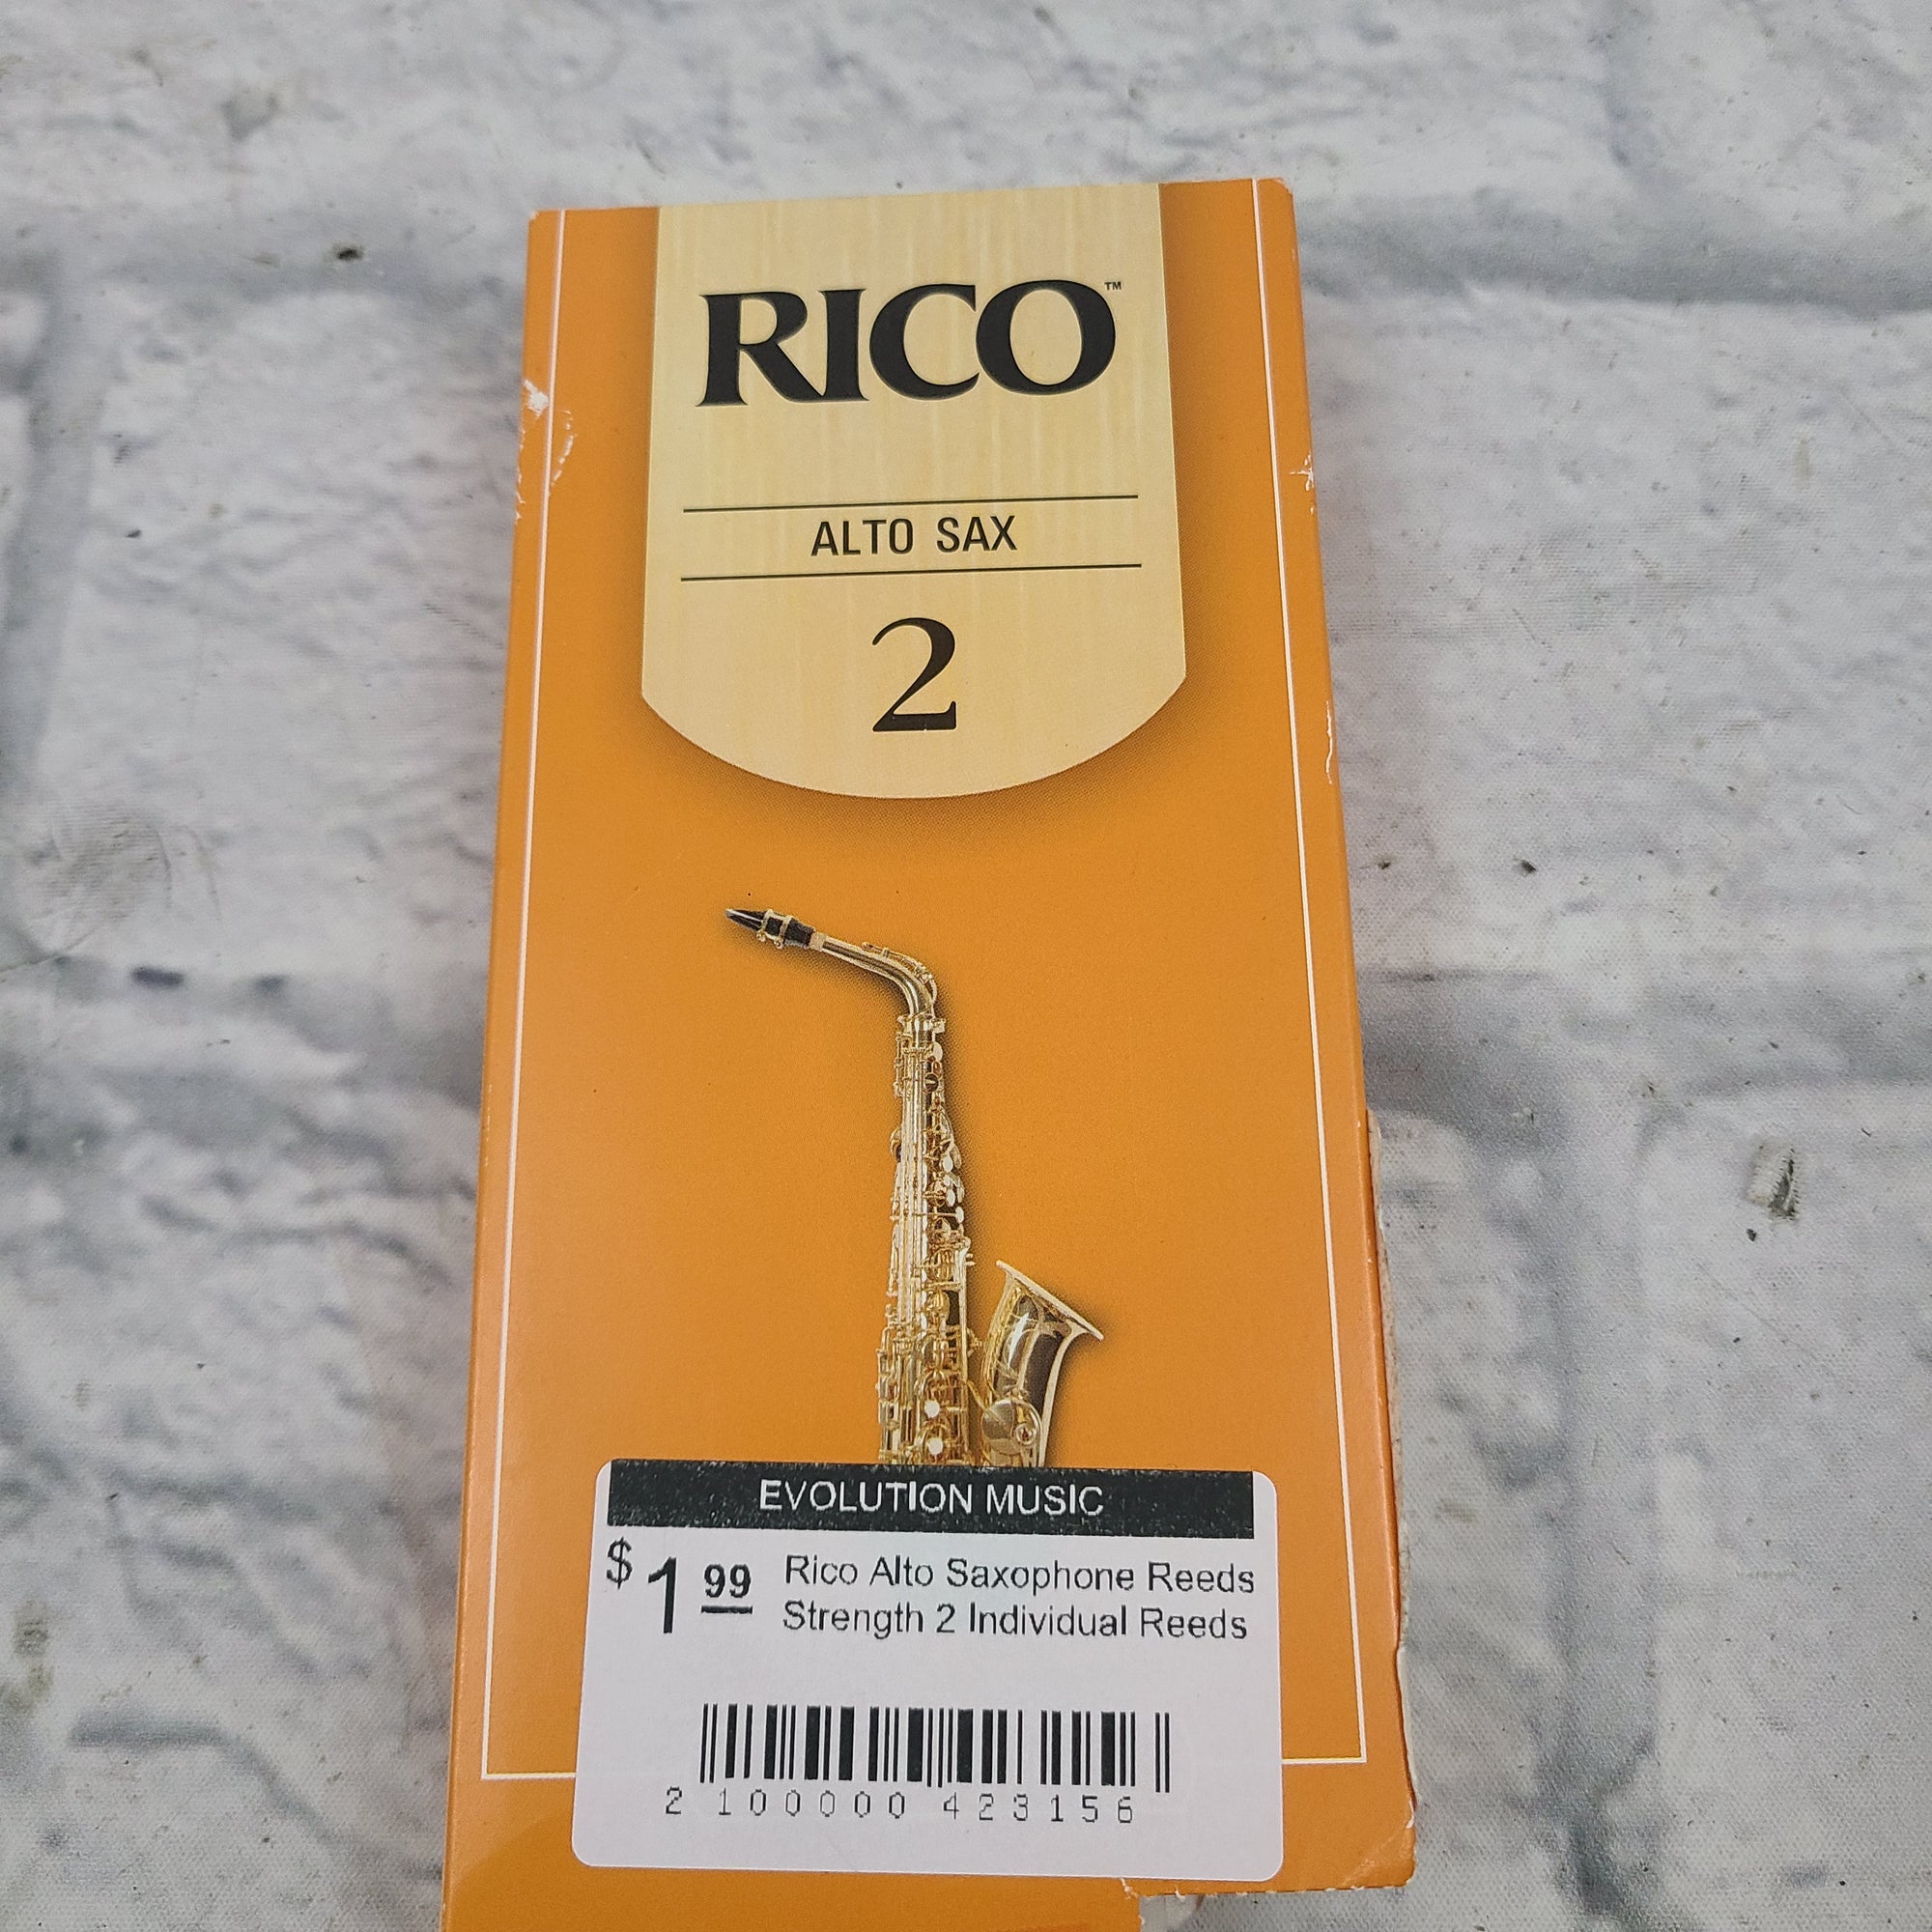 RICO™
ALTO SAX
2
EVOLUTION MUSIC
$1.99 Rico Alto Saxophone Reeds
Strength 2 Individual Reeds
2 100000 423156